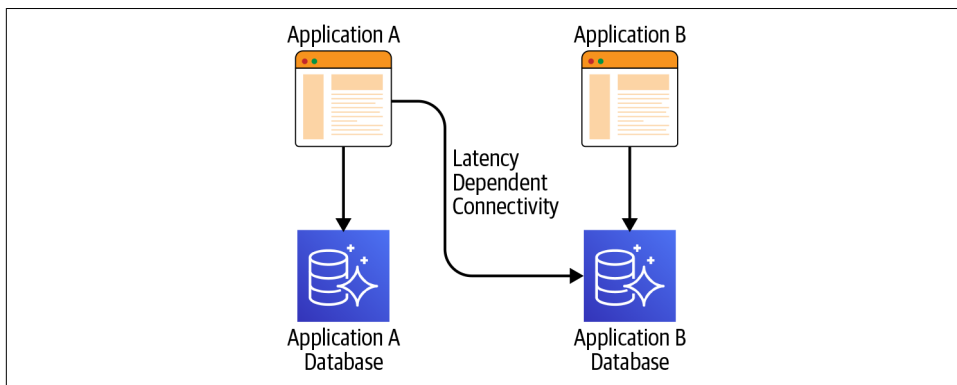 Application A
Application B
Latency
Dependent
Connectivity
Application A
Database
Application B
Database